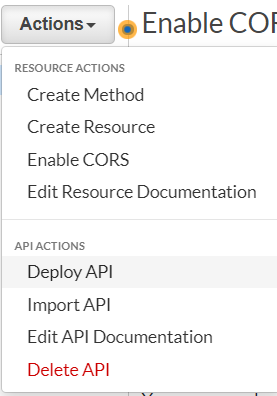 Actions
Enable CO
RESOURCE ACTIONS
Create Method
Create Resource
Enable CORS
Edit Resource Documentation
API ACTIONS
Deploy API
Import API
Edit API Documentation
Delete API